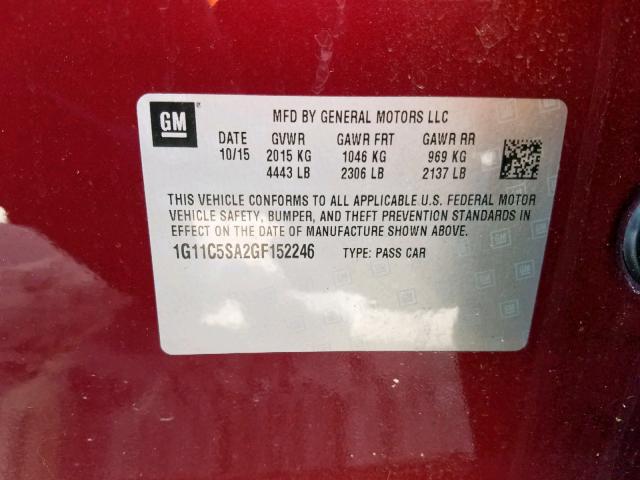 GM
MFD BY GENERAL MOTORS LLC
DATE GVWR GAWR FRT GAWR RR
10/15 2015 KG 1046 KG 969 KG
4443 LB 2306 LB 2137 LB
THIS VEHICLE CONFORMS TO ALL APPLICABLE U.S. FEDERAL MOTOR
VEHICLE SAFETY, BUMPER, AND THEFT PREVENTION STANDARDS IN
EFFECT ON THE DATE OF MANUFACTURE SHOWN ABOVE.
1G11C5SA2GF152246 TYPE: PASS CAR